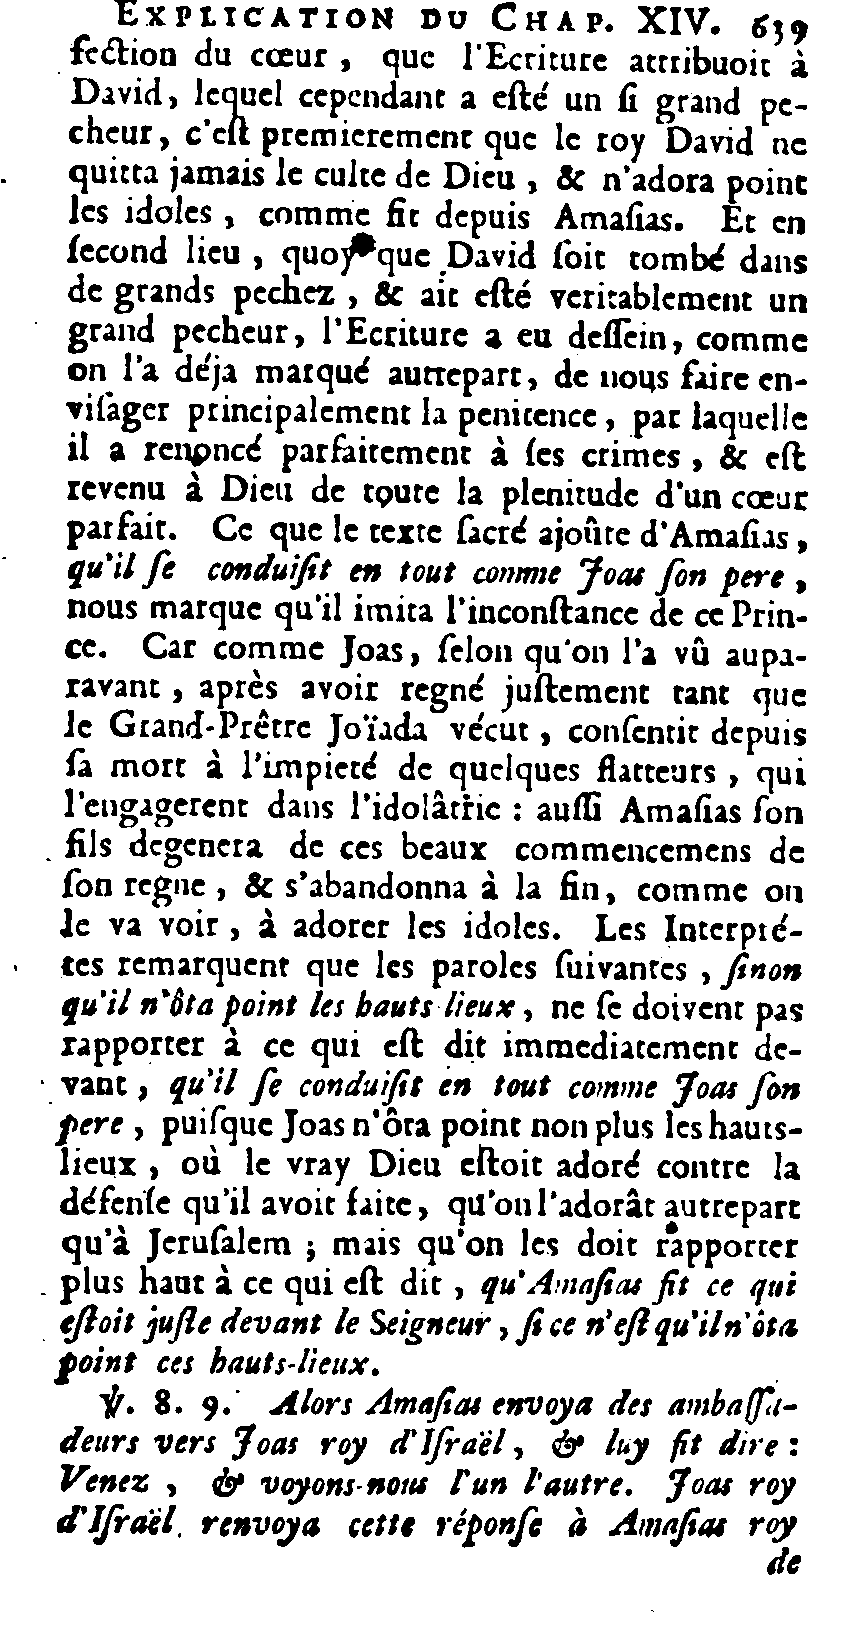 EXPLICATION DU CHAP. XIV. 639
fection du cœur, que l'Ecriture attribuoit à
David, lequel cependant a eſté un ſi grand pe-
cheur, c'eſt premierement que le roy David ne
quitta jamais le culte de Dieu, & n'adora point
les idoles, comme fit depuis Amaſias. Et en
ſecond lieu, quoy que David ſoit tombé dans
de grands pechez, & ait eſté veritablement un
grand pecheur, l'Ecriture a eu deſſein, comme
on l'a déja marqué autrepart, de nous faire en-
viſager principalement la penitence, par laquelle
il a renoncé parfaitement à ſes crimes, & eſt
revenu à Dieu de toute la plenitude d'un cœur
parfait. Ce que le texte ſacré ajoûte d'Amaſias,
qu'il ſe conduiſit en tout comme Joas ſon pere,
nous marque qu'il imita l'inconſtance de ce Prin-
ce. Car comme Joas, ſelon qu'on l'a vû aupa-
ravant, après avoir regné juſtement tant que
le Grand-Prêtre Joïada vécut, conſentit depuis
ſa mort à l'impieté de quelques flatteurs, qui
l'engagerent dans l'idolâtrie : auſſi Amaſias ſon
fils degenera de ces beaux commencemens de
ſon regne, & s'abandonna à la fin, comme on
le va voir, à adorer les idoles. Les Interpré-
tes remarquent que les paroles ſuivantes, ſinon
qu'il n'ôta point les hauts lieux, ne ſe doivent pas
rapporter à ce qui eſt dit immediatement de-
vant, qu'il ſe conduiſit en tout comme Joas ſon
pere, puiſque Joas n'ôta point non plus les hauts-
lieux, où le vray Dieu eſtoit adoré contre la
défenſe qu'il avoit faite, qu'on l'adorât autrepart
qu'à Jeruſalem ; mais qu'on les doit rapporter
plus haut à ce qui eſt dit, qu'Amaſias fit ce qui
eſtoit juſte devant le Seigneur, ſi ce n'eſt qu'il n'ôta
point ces hauts-lieux.
℣. 8. 9. Alors Amaſias envoya des ambaſſa-
deurs vers Joas roy d'Iſraël, & luy fit dire :
Venez, & voyons-nous l'un l'autre. Joas roy
d'Iſraël renvoya cette réponſe à Amaſias roy
de